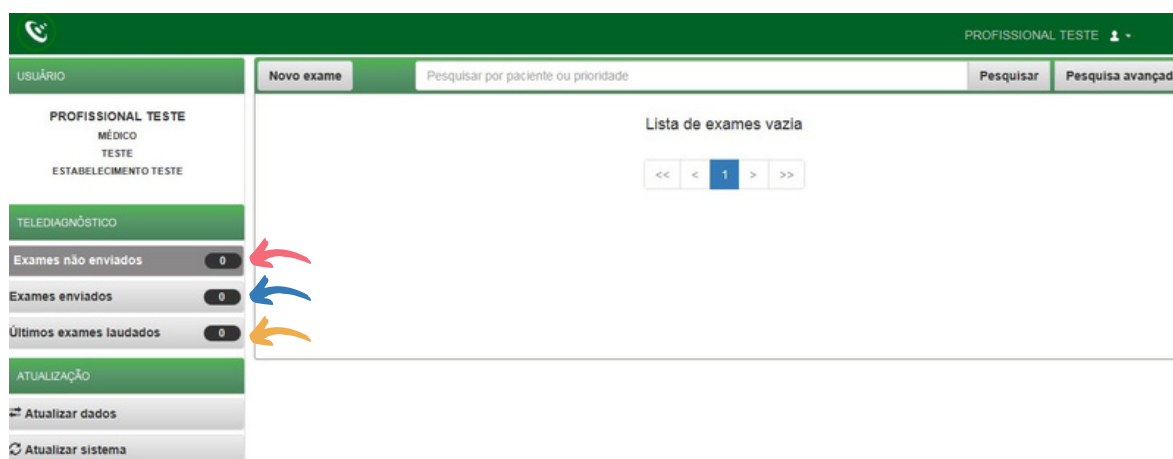 PROFISSIONAL TESTE
USUÁRIO
Novo exame
Pesquisar por paciente ou prioridade
Pesquisar
Pesquisa avançad
PROFISSIONAL TESTE
MÉDICO
TESTE
ESTABELECIMENTO TESTE
Lista de exames vazia
<< < 1 > >>
TELEDIAGNÓSTICO
Exames não enviados 0
Exames enviados 0
Últimos exames laudados 0
ATUALIZAÇÃO
Atualizar dados
Atualizar sistema